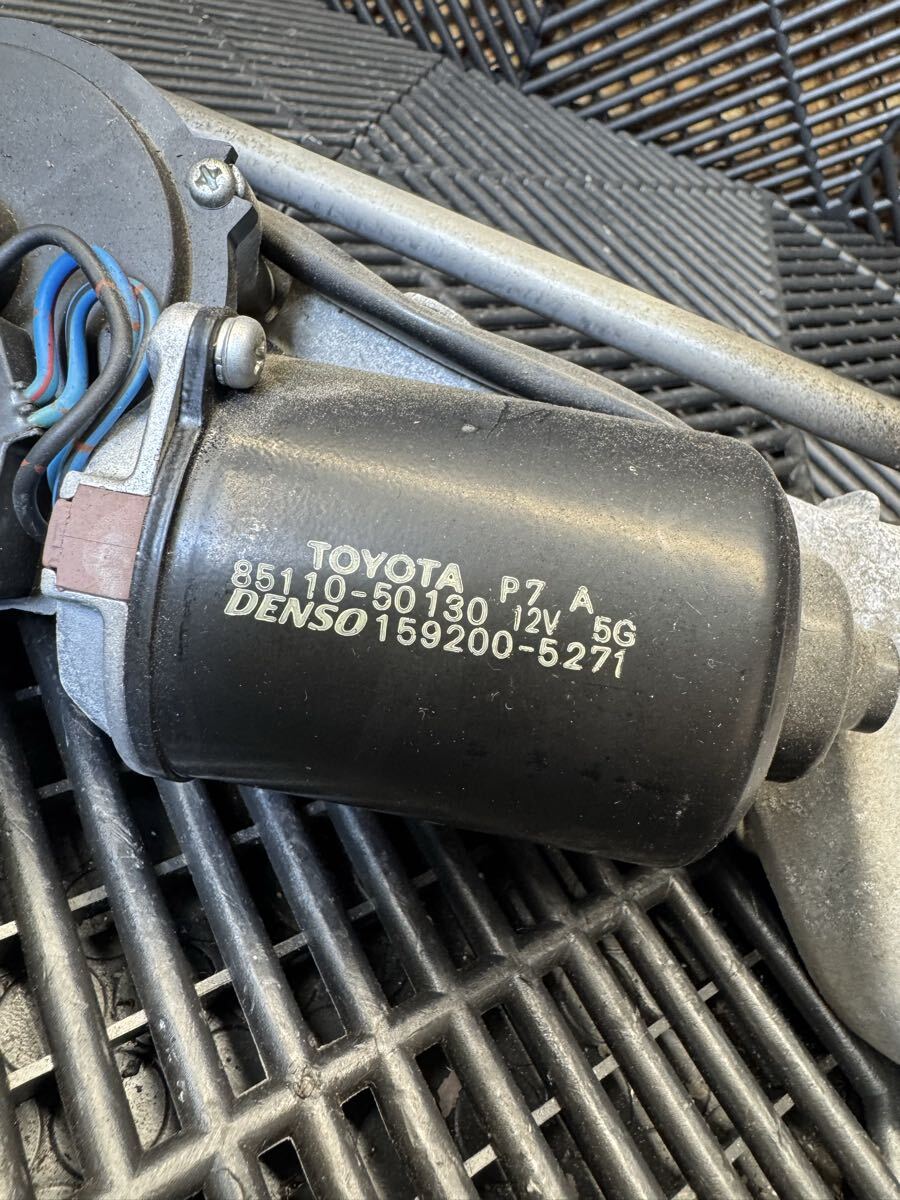 TOYOTA P7 A
85110-50130 12V 5G
DENSO 159200-5271